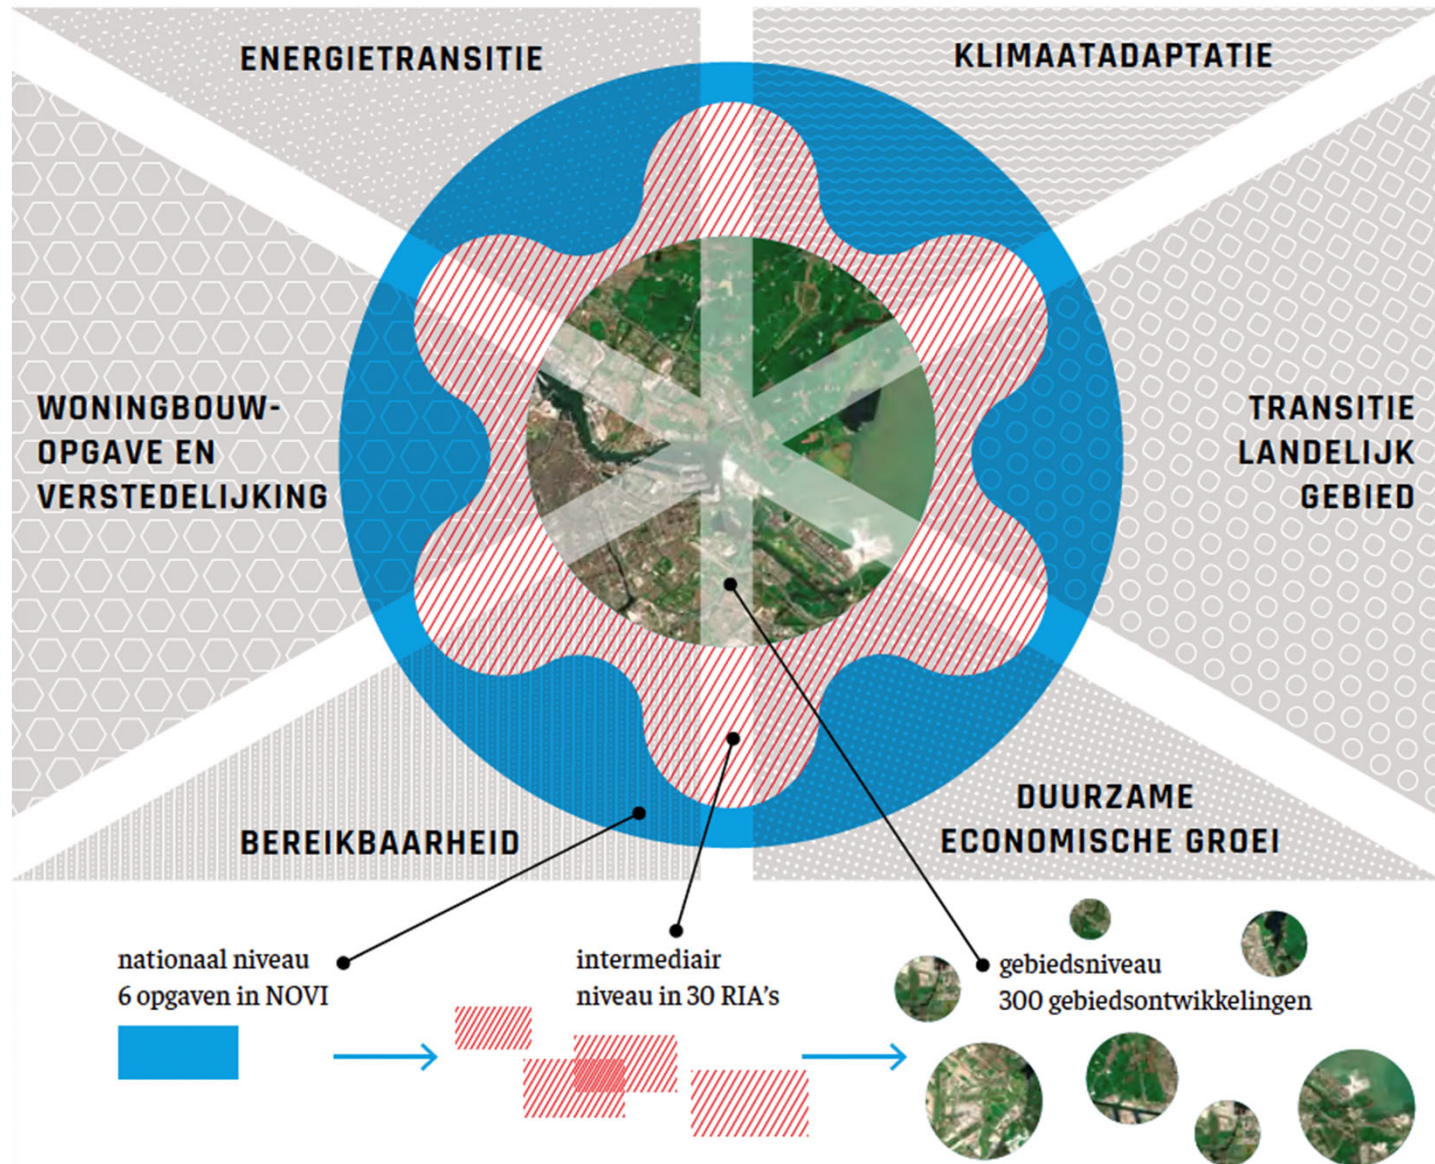 ENERGIETRANSITIE
KLIMAATADAPTATIE
WONINGBOUW-
OPGAVE EN
VERSTEDELIJKING
TRANSITIE
LANDELIJK
GEBIED
BEREIKBAARHEID
DUURZAME
ECONOMISCHE GROEI
nationaal niveau
6 opgaven in NOVI
intermediair
niveau in 30 RIA's
gebiedsniveau
300 gebiedsontwikkelingen